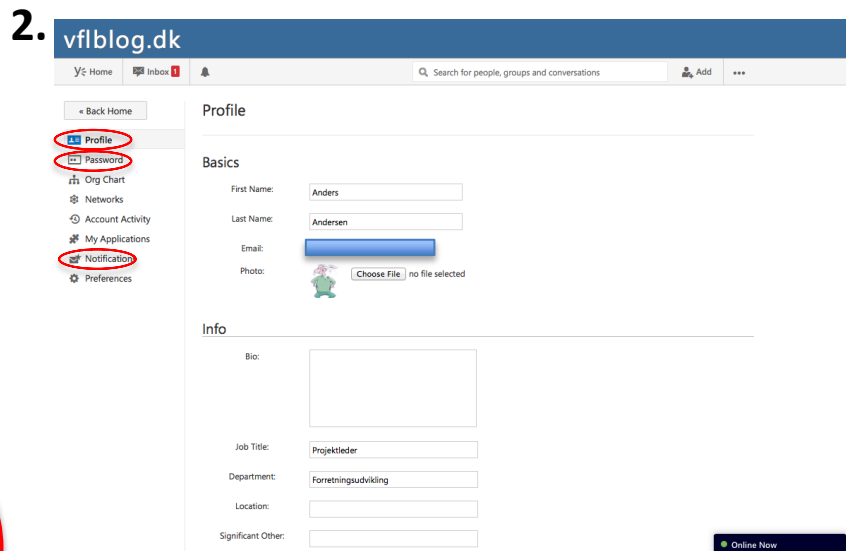 2.
vflblog.dk
Home Inbox 1 Search for people, groups and conversations Add •••
« Back Home
Profile
Password
Org Chart
Networks
Account Activity
My Applications
Notification
Preferences
Profile
Basics
First Name: Anders
Last Name: Andersen
Email:
Photo: Choose File no file selected
Info
Bio:
Job Title: Projektleder
Department: Forretningsudvikling
Location:
Significant Other:
Online Now